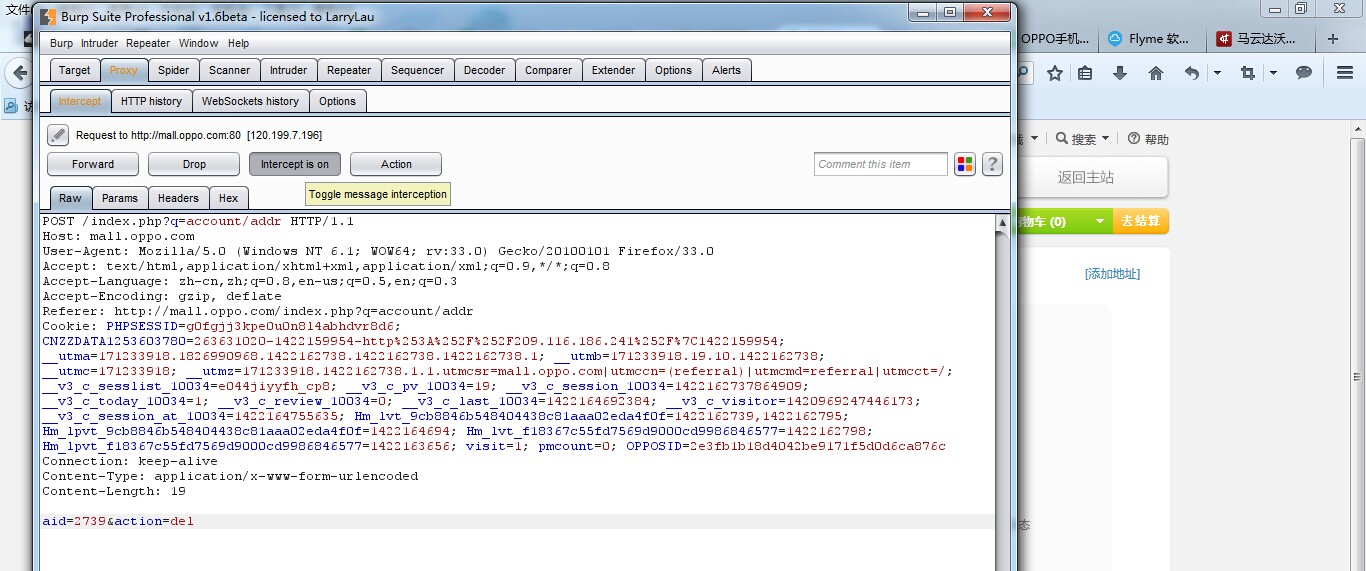 文件
Burp Suite Professional v1.6beta - licensed to LarryLau
Burp Intruder Repeater Window Help
OPPO手机... Flyme 软... 马云达沃...
Target Proxy Spider Scanner Intruder Repeater Sequencer Decoder Comparer Extender Options Alerts
Intercept HTTP history WebSockets history Options
Request to http://mall.oppo.com:80 [120.199.7.196]
Forward Drop Intercept is on Action Comment this item ?
Toggle message interception
Raw Params Headers Hex
POST /index.php?q=account/addr HTTP/1.1
Host: mall.oppo.com
User-Agent: Mozilla/5.0 (Windows NT 6.1; WOW64; rv:33.0) Gecko/20100101 Firefox/33.0
Accept: text/html,application/xhtml+xml,application/xml;q=0.9,*/*;q=0.8
Accept-Language: zh-cn,zh;q=0.8,en-us;q=0.5,en;q=0.3
Accept-Encoding: gzip, deflate
Referer: http://mall.oppo.com/index.php?q=account/addr
Cookie: PHPSESSID=g0fgjj3kpe0u0n814abhdvr8d6;
CNZZDATA1253603780=263631020-1422159954-http%253A%252F%252F209.116.186.241%252F%7C1422159954;
__utma=171233918.1826990968.1422162738.1422162738.1422162738.1; __utmb=171233918.19.10.1422162738;
__utmc=171233918; __utmz=171233918.1422162738.1.1.utmcsr=mall.oppo.com|utmccn=(referral)|utmcmd=referral|utmcct=/;
__v3_c_sesslist_10034=e044jiyyfh_cp8; __v3_c_pv_10034=19; __v3_c_session_10034=1422162737864909;
__v3_c_today_10034=1; __v3_c_review_10034=0; __v3_c_last_10034=1422164692384; __v3_c_visitor=1420969247446173;
__v3_c_session_at_10034=1422164755635; Hm_lvt_9cb8846b548404438c81aaa02eda4f0f=1422162739,1422162795;
Hm_lpvt_9cb8846b548404438c81aaa02eda4f0f=1422164694; Hm_lvt_f18367c55fd7569d9000cd9986846577=1422162798;
Hm_lpvt_f18367c55fd7569d9000cd9986846577=1422163656; visit=1; pmcount=0; OPPOSID=2e3fb1b18d4042be9171f5d0d6ca876c
Connection: keep-alive
Content-Type: application/x-www-form-urlencoded
Content-Length: 19
aid=2739&action=del
搜索 帮助
返回主站
物车 (0) 去结算
[添加地址]
态